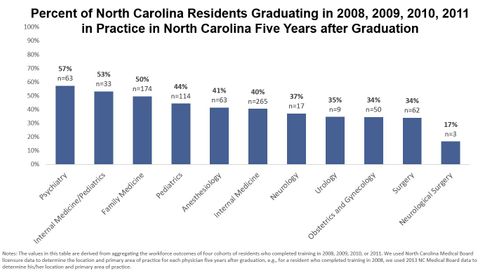 Percent of North Carolina Residents Graduating in 2008, 2009, 2010, 2011
in Practice in North Carolina Five Years after Graduation
100%
90%
80%
70%
60%
50%
40%
30%
20%
10%
0%
57%
n=63
53%
n=33
50%
n=174
44%
n=114
41%
n=63
40%
n=265
37%
n=17
35%
n=9
34%
n=50
34%
n=62
17%
n=3
Psychiatry
Internal Medicine/Pediatrics
Family Medicine
Pediatrics
Anesthesiology
Internal Medicine
Neurology
Urology
Obstetrics and Gynecology
Surgery
Neurological Surgery
Notes: The values in this table are derived from aggregating the workforce outcomes of four cohorts of residents who completed training in 2008, 2009, 2010, or 2011. We used North Carolina Medical Board
licensure data to determine the location and primary area of practice for each physician five years after graduation, e.g., for a resident who completed training in 2008, we used 2013 NC Medical Board data to
determine his/her location and primary area of practice.